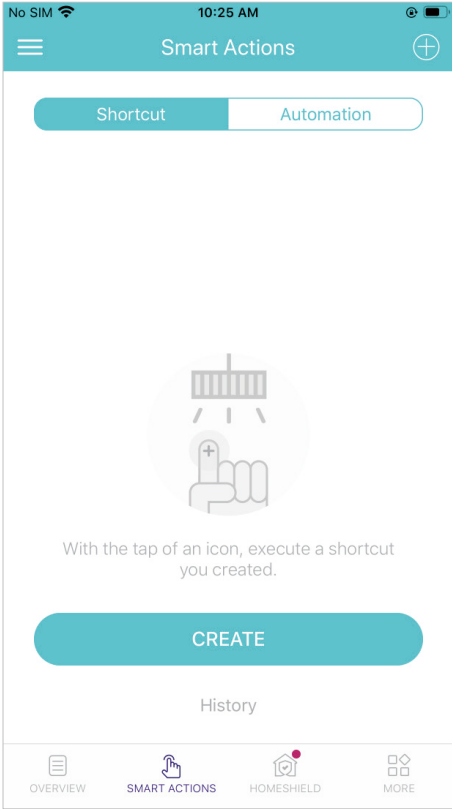 No SIM 10:25 AM
Smart Actions
Shortcut Automation
With the tap of an icon, execute a shortcut
you created.
CREATE
History
OVERVIEW SMART ACTIONS HOMESHIELD MORE